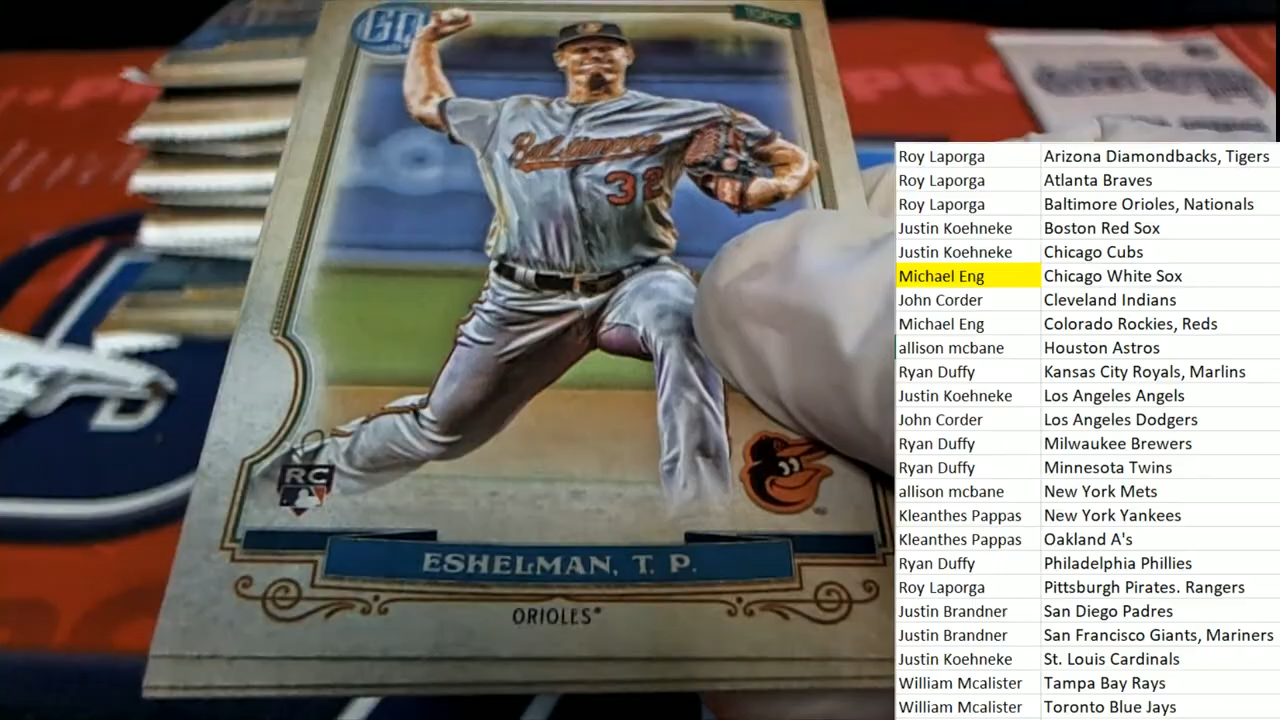 GQ
TOPPS
PRO
Baltimore
32
RC
ESHELMAN, T. P.
ORIOLES
Roy Laporga Arizona Diamondbacks, Tigers
Roy Laporga Atlanta Braves
Roy Laporga Baltimore Orioles, Nationals
Justin Koehneke Boston Red Sox
Justin Koehneke Chicago Cubs
Michael Eng Chicago White Sox
John Corder Cleveland Indians
Michael Eng Colorado Rockies, Reds
allison mcbane Houston Astros
Ryan Duffy Kansas City Royals, Marlins
Justin Koehneke Los Angeles Angels
John Corder Los Angeles Dodgers
Ryan Duffy Milwaukee Brewers
Ryan Duffy Minnesota Twins
allison mcbane New York Mets
Kleanthes Pappas New York Yankees
Kleanthes Pappas Oakland A's
Ryan Duffy Philadelphia Phillies
Roy Laporga Pittsburgh Pirates. Rangers
Justin Brandner San Diego Padres
Justin Brandner San Francisco Giants, Mariners
Justin Koehneke St. Louis Cardinals
William Mcalister Tampa Bay Rays
William Mcalister Toronto Blue Jays